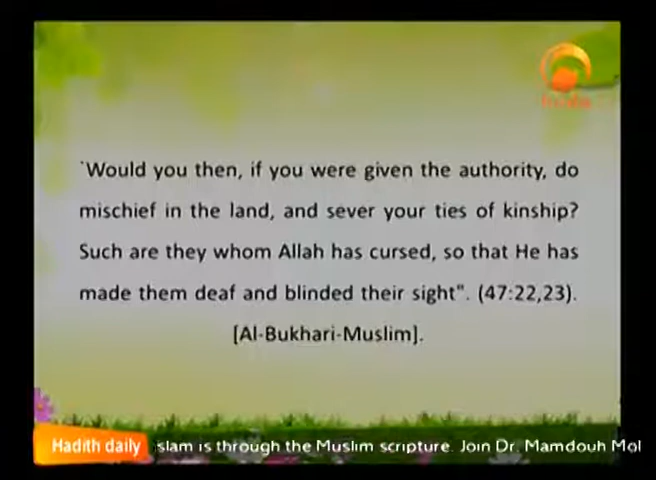 `Would you then, if you were given the authority, do
mischief in the land, and sever your ties of kinship?
Such are they whom Allah has cursed, so that He has
made them deaf and blinded their sight". (47:22,23).
[Al-Bukhari-Muslim].
Hadith daily
slam is through the Muslim scripture. Join Dr. Mamdouh Mo